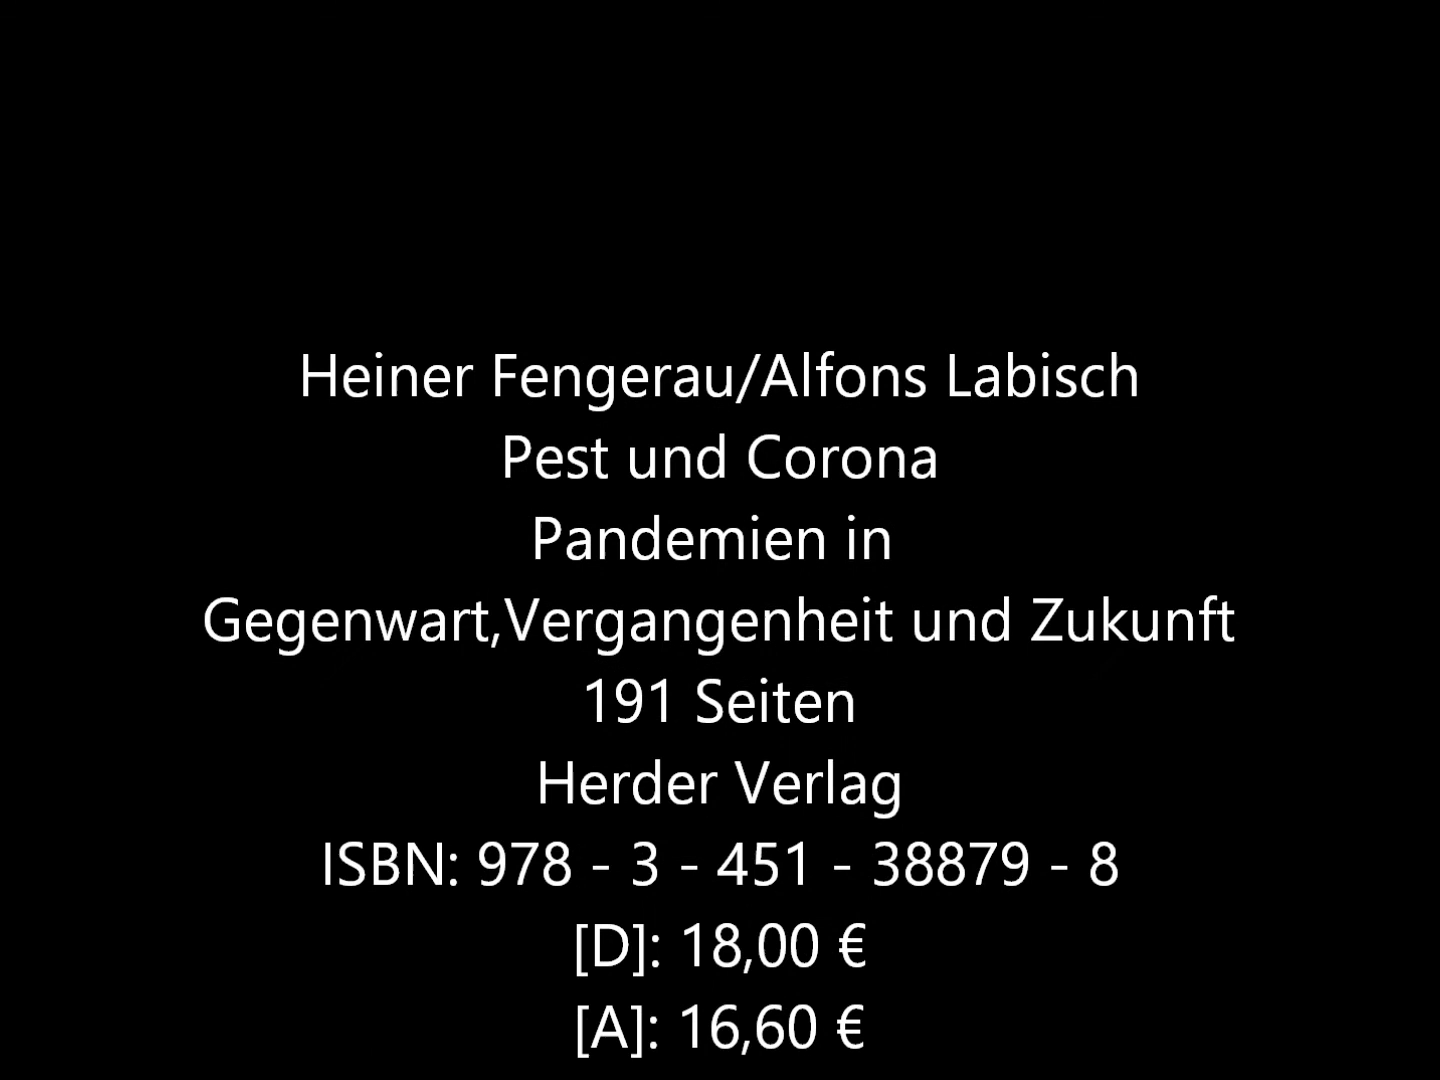 Heiner Fengerau/Alfons Labisch
Pest und Corona
Pandemien in
Gegenwart,Vergangenheit und Zukunft
191 Seiten
Herder Verlag
ISBN: 978 - 3 - 451 - 38879 - 8
[D]: 18,00 €
[A]: 16,60 €